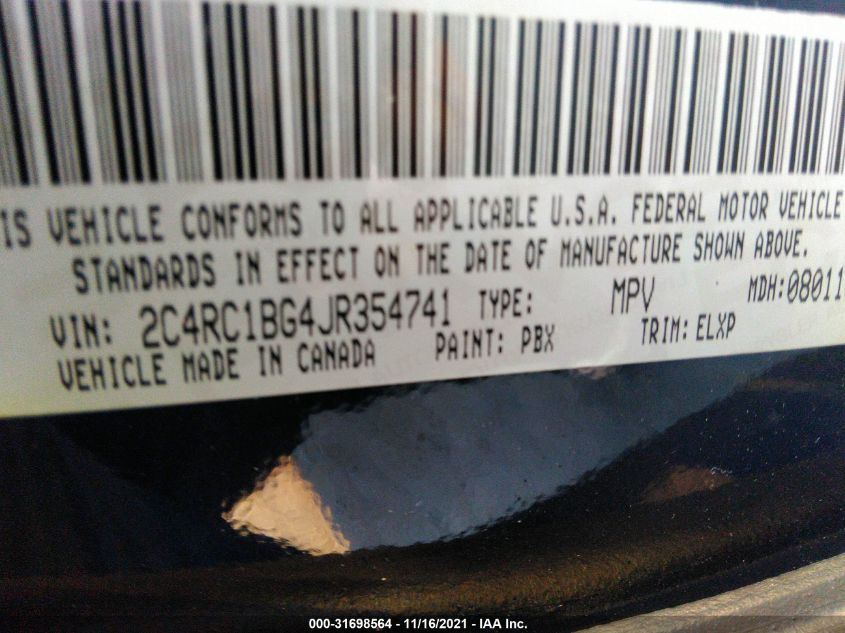 IS VEHICLE CONFORMS TO ALL APPLICABLE U.S.A. FEDERAL MOTOR VEHICLE
STANDARDS IN EFFECT ON THE DATE OF MANUFACTURE SHOWN ABOVE.
VIN: 2C4RC1BG4JR354741 TYPE: MPV MDH:08011
VEHICLE MADE IN CANADA PAINT: PBX TRIM: ELXP
000-31698564 - 11/16/2021 - IAA Inc.